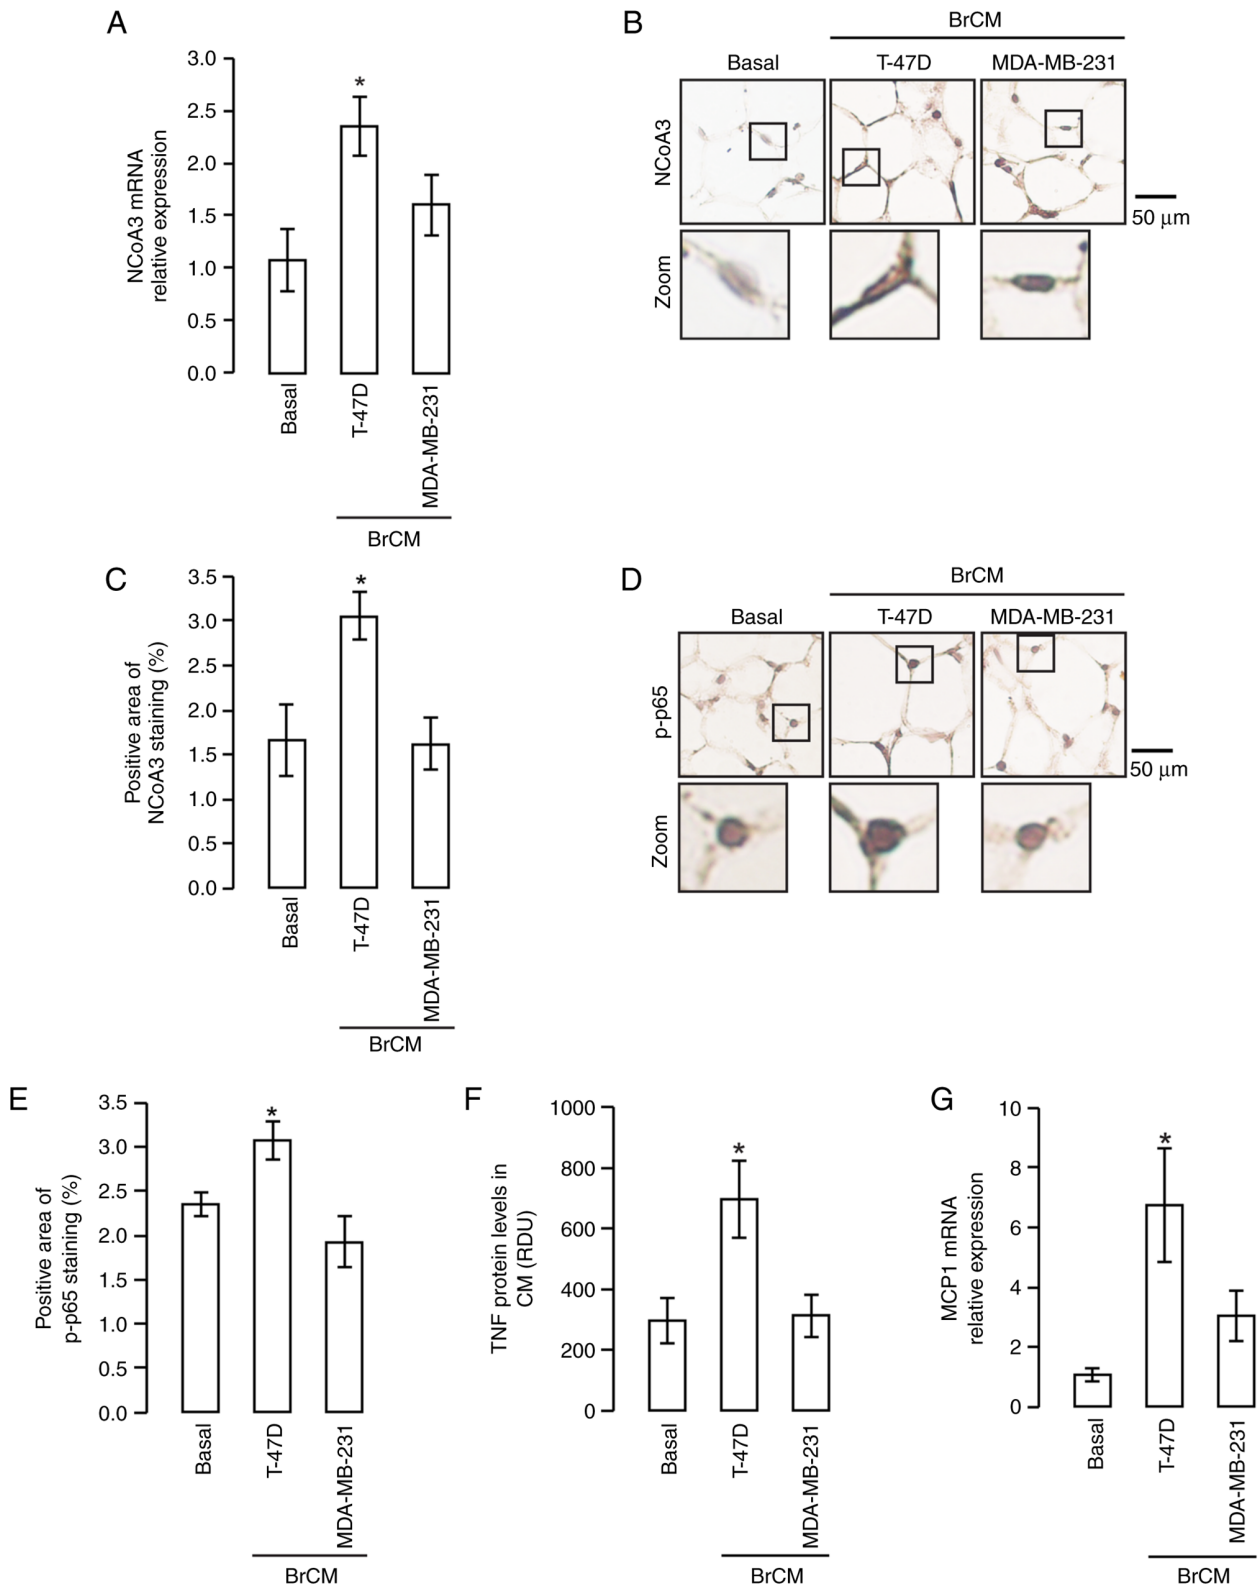 A
NCoA3 mRNA
relative expression
3.0
2.5
2.0
1.5
1.0
0.5
0.0
*
Basal
T-47D
MDA-MB-231
BrCM
B
BrCM
Basal
T-47D
MDA-MB-231
NCoA3
50 µm
Zoom
C
Positive area of
NCoA3 staining (%)
3.5
3.0
2.5
2.0
1.5
1.0
0.5
0.0
*
Basal
T-47D
MDA-MB-231
BrCM
D
BrCM
Basal
T-47D
MDA-MB-231
p-p65
50 µm
Zoom
E
Positive area of
p-p65 staining (%)
3.5
3.0
2.5
2.0
1.5
1.0
0.5
0.0
*
Basal
T-47D
MDA-MB-231
BrCM
F
TNF protein levels in
CM (RDU)
1000
800
600
400
200
0
*
Basal
T-47D
MDA-MB-231
BrCM
G
MCP1 mRNA
relative expression
10
8
6
4
2
0
*
Basal
T-47D
MDA-MB-231
BrCM